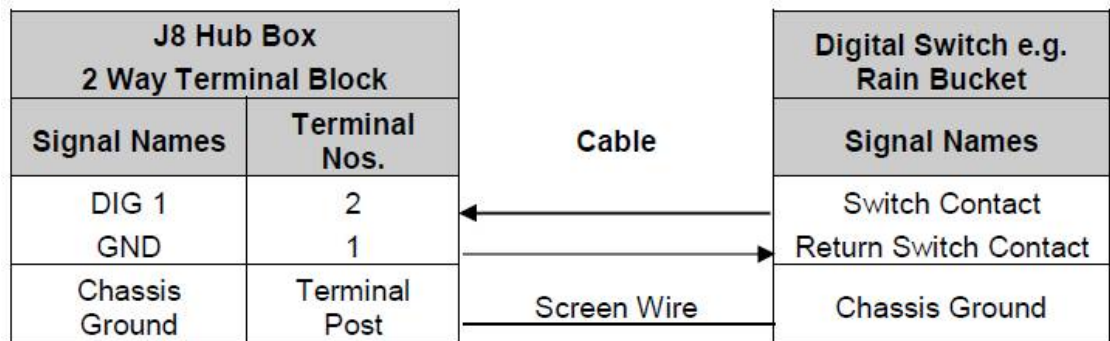 J8 Hub Box
2 Way Terminal Block
Digital Switch e.g.
Rain Bucket
Signal Names
Terminal
Nos.
Cable
Signal Names
DIG 1
2
Switch Contact
GND
1
Return Switch Contact
Chassis
Ground
Terminal
Post
Screen Wire
Chassis Ground